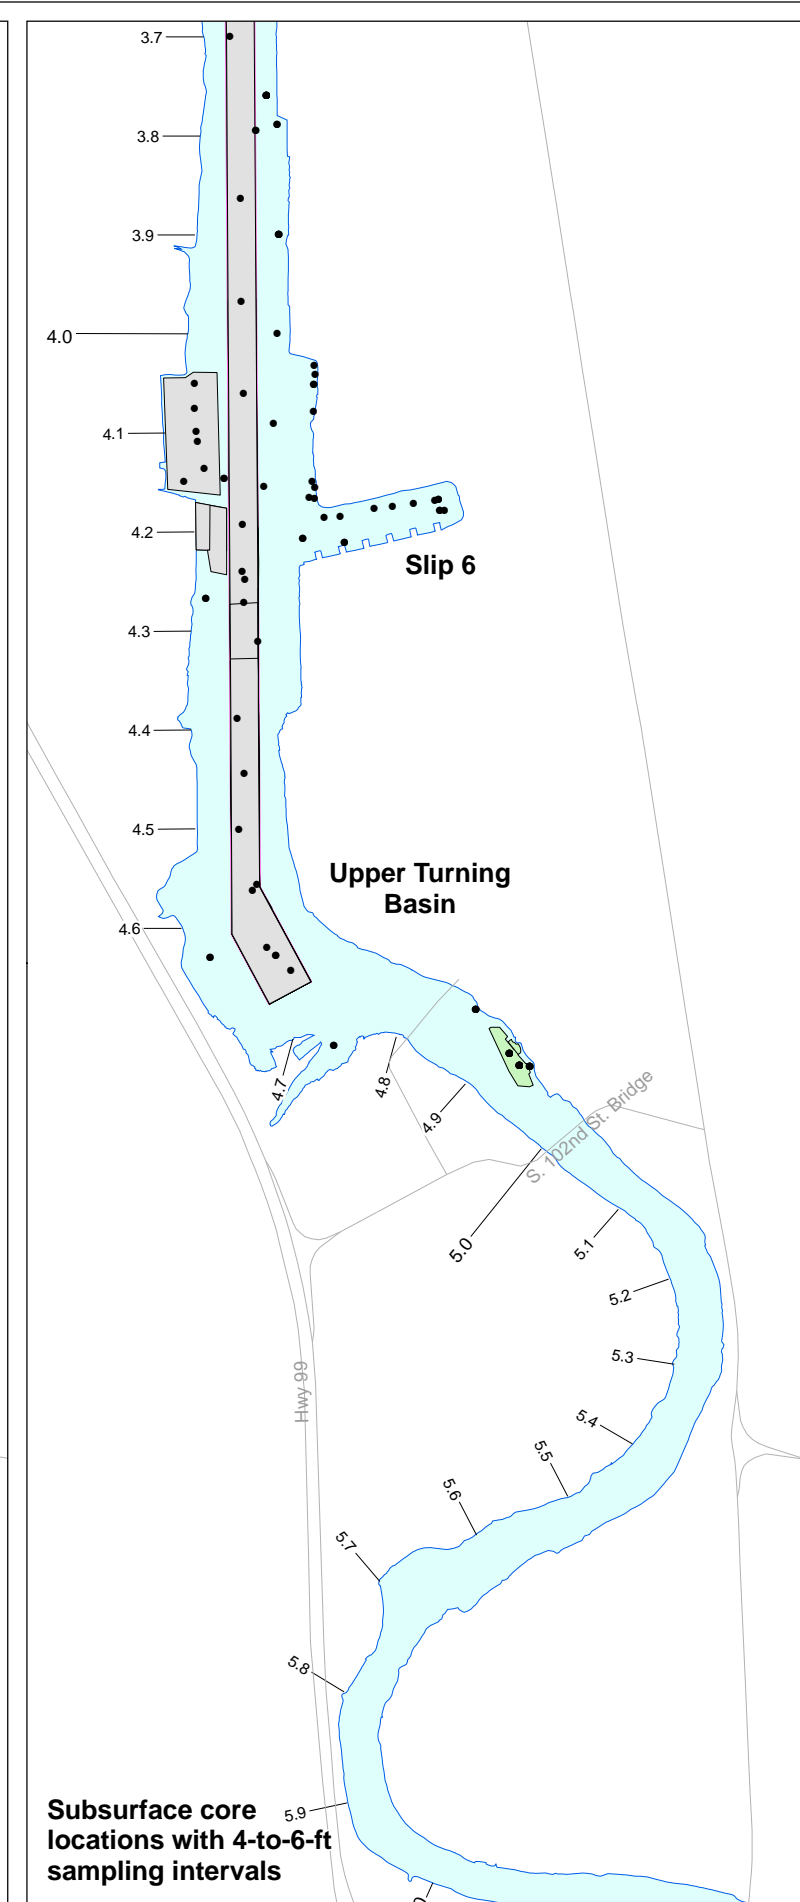 3.7
3.8
3.9
4.0
4.1
4.2
Slip 6
4.3
4.4
4.5
Upper Turning
Basin
4.6
4.7
4.8
4.9
S. 102nd St. Bridge
5.0
5.1
5.2
5.3
Hwy 99
5.4
5.5
5.6
5.7
5.8
5.9
Subsurface core
locations with 4-to-6-ft
sampling intervals